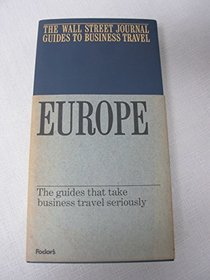 THE WALL STREET JOURNAL
GUIDES TO BUSINESS TRAVEL
EUROPE
The guides that take
business travel seriously
Fodor's